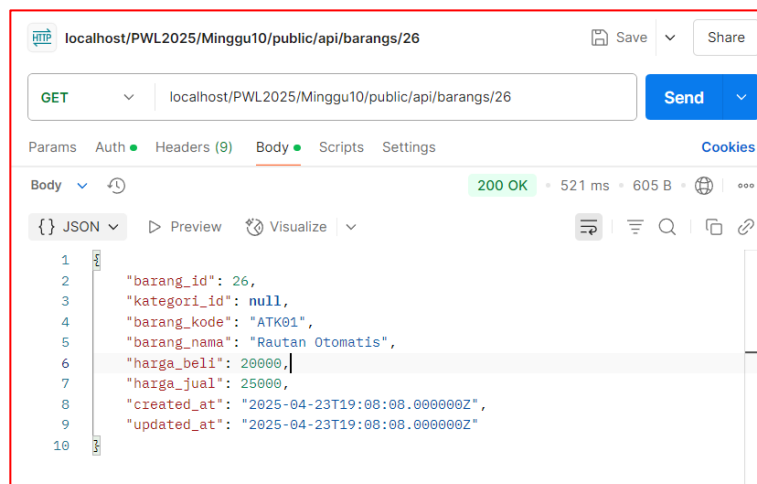 HTTP localhost/PWL2025/Minggu10/public/api/barangs/26 Save Share
GET localhost/PWL2025/Minggu10/public/api/barangs/26 Send
Params Auth Headers (9) Body Scripts Settings Cookies
Body 200 OK 521 ms 605 B
{} JSON Preview Visualize
1 {
2 "barang_id": 26,
3 "kategori_id": null,
4 "barang_kode": "ATK01",
5 "barang_nama": "Rautan Otomatis",
6 "harga_beli": 20000,
7 "harga_jual": 25000,
8 "created_at": "2025-04-23T19:08:08.000000Z",
9 "updated_at": "2025-04-23T19:08:08.000000Z"
10 }